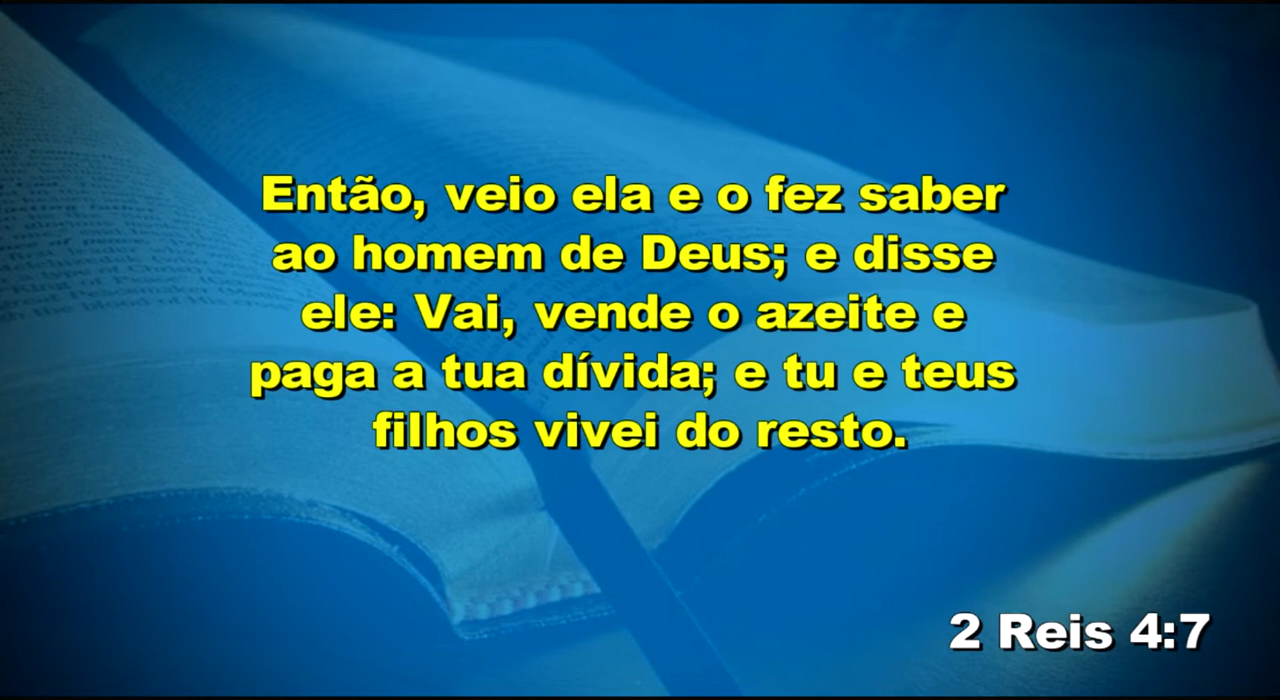 Então, veio ela e o fez saber
ao homem de Deus; e disse
ele: Vai, vende o azeite e
paga a tua dívida; e tu e teus
filhos vivei do resto.
2 Reis 4:7